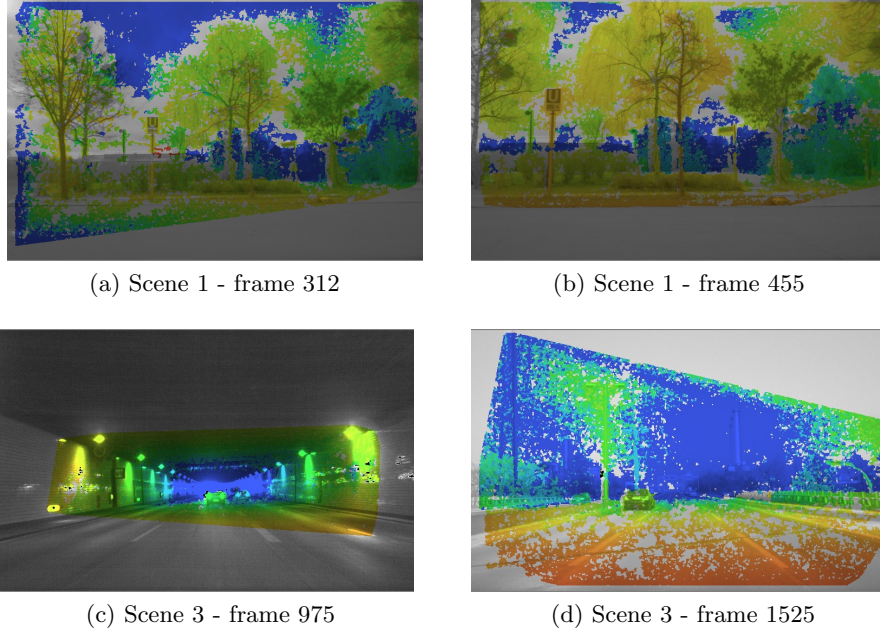 U
U
(a) Scene 1 - frame 312
(b) Scene 1 - frame 455
(c) Scene 3 - frame 975
(d) Scene 3 - frame 1525